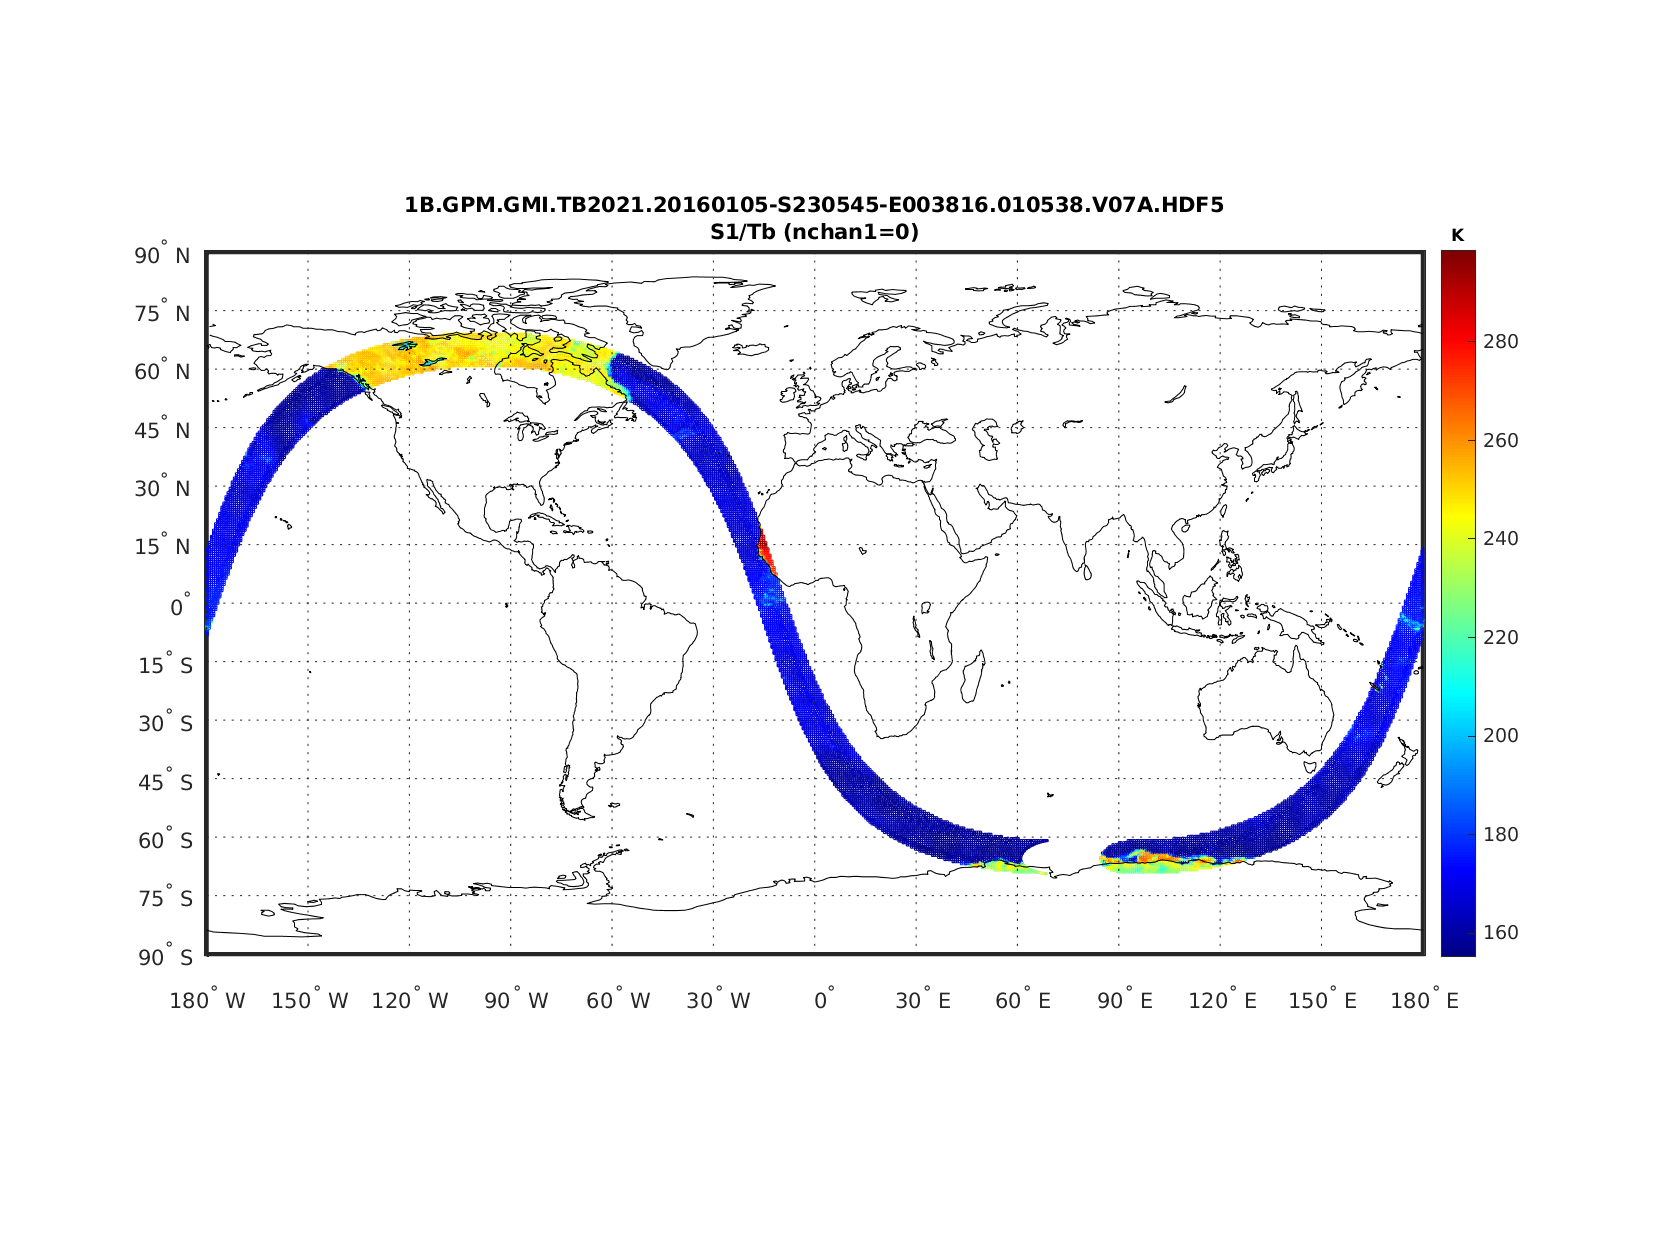 1B.GPM.GMI.TB2021.20160105-S230545-E003816.010538.V07A.HDF5
S1/Tb (nchan1=0)
K
90° N
75° N
60° N
45° N
30° N
15° N
0°
15° S
30° S
45° S
60° S
75° S
90° S
280
260
240
220
200
180
160
180° W 150° W 120° W 90° W 60° W 30° W 0° 30° E 60° E 90° E 120° E 150° E 180° E